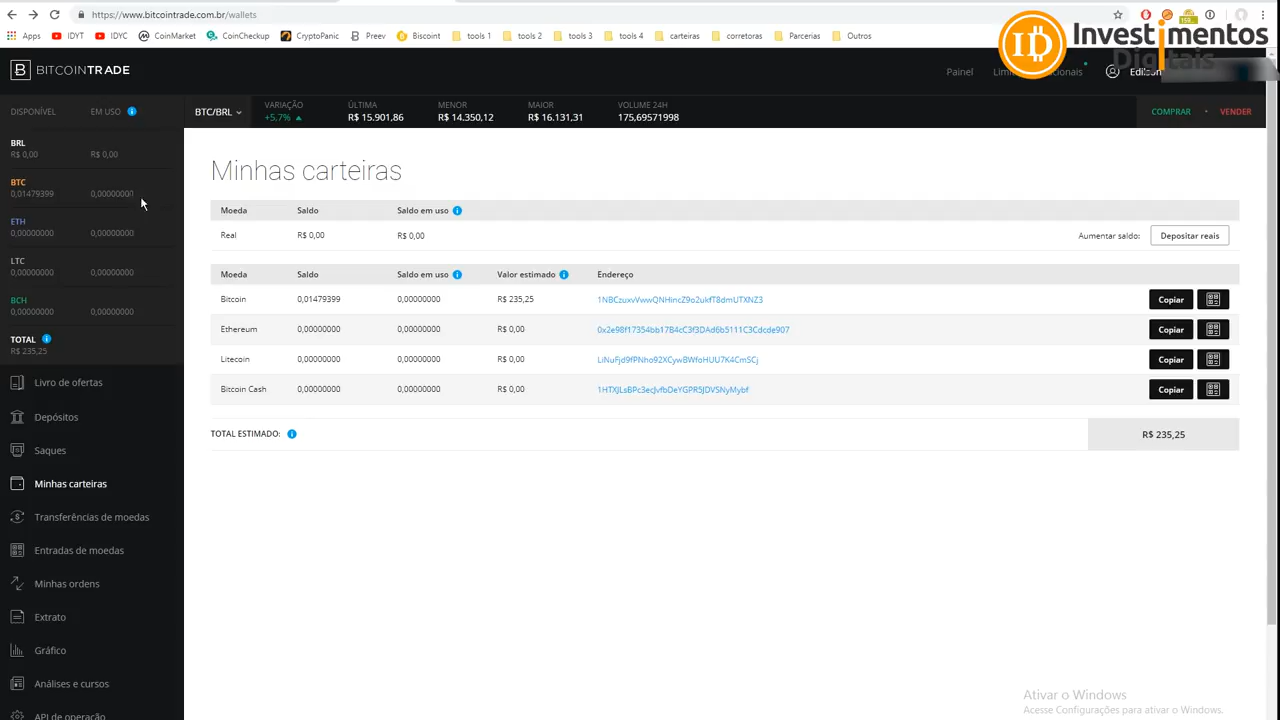 https://www.bitcointrade.com.br/wallets
Apps IDYT IDYC CoinMarket CoinCheckup CryptoPanic Preev Biscoint tools 1 tools 2 tools 3 tools 4 carteiras corretoras Parcerias Outros
ID Investimentos
Digitais
BITCOINTRADE
Painel
Edilson
DISPONÍVEL EM USO
BTC/BRL
VARIAÇÃO ÚLTIMA MENOR MAIOR VOLUME 24H
+5.7% R$ 15.901,86 R$ 14.350,12 R$ 16.131,31 175,69571998
COMPRAR VENDER
BRL
R$ 0,00 R$ 0,00
BTC
0,01479399 0,00000000
ETH
0,00000000 0,00000000
LTC
0,00000000 0,00000000
BCH
0,00000000 0,00000000
TOTAL
R$ 235,25
Livro de ofertas
Depósitos
Saques
Minhas carteiras
Transferências de moedas
Entradas de moedas
Minhas ordens
Extrato
Gráfico
Análises e cursos
API de operação
Minhas carteiras
Moeda Saldo Saldo em uso
Real R$ 0,00 R$ 0,00 Aumentar saldo: Depositar reais
Moeda Saldo Saldo em uso Valor estimado Endereço
Bitcoin 0,01479399 0,00000000 R$ 235,25 Copiar
Ethereum 0,00000000 0,00000000 R$ 0,00 Copiar
Litecoin 0,00000000 0,00000000 R$ 0,00 Copiar
Bitcoin Cash 0,00000000 0,00000000 R$ 0,00 Copiar
TOTAL ESTIMADO: R$ 235,25
Ativar o Windows
Acesse Configurações para ativar o Windows.